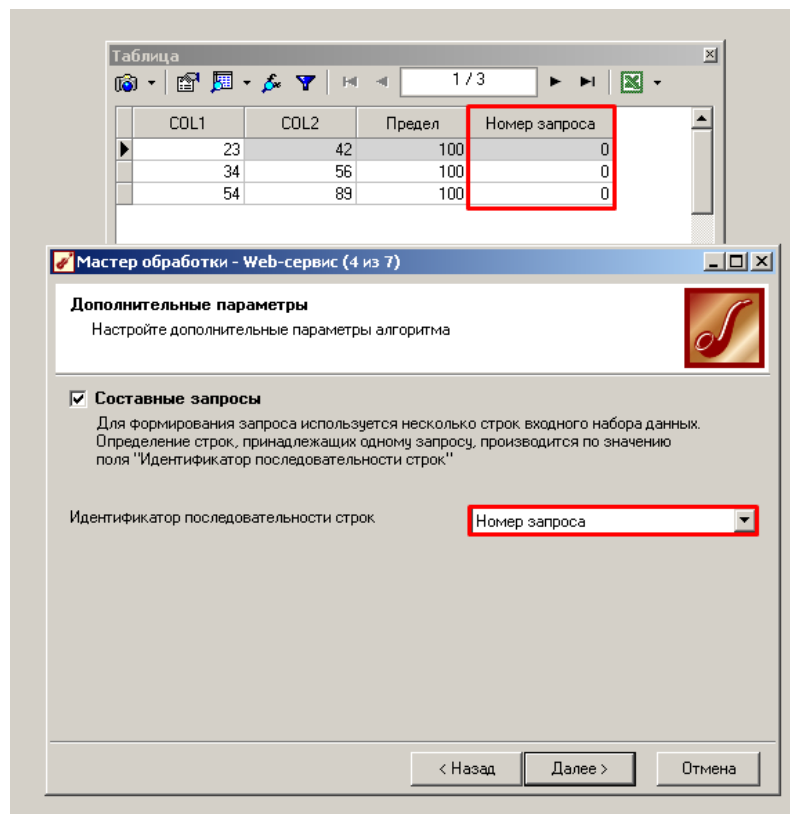 Таблица
1 / 3
COL1 COL2 Предел Номер запроса
23 42 100 0
34 56 100 0
54 89 100 0
Мастер обработки - Web-сервис (4 из 7)
Дополнительные параметры
Настройте дополнительные параметры алгоритма
Составные запросы
Для формирования запроса используется несколько строк входного набора данных.
Определение строк, принадлежащих одному запросу, производится по значению
поля "Идентификатор последовательности строк"
Идентификатор последовательности строк Номер запроса
< Назад Далее > Отмена